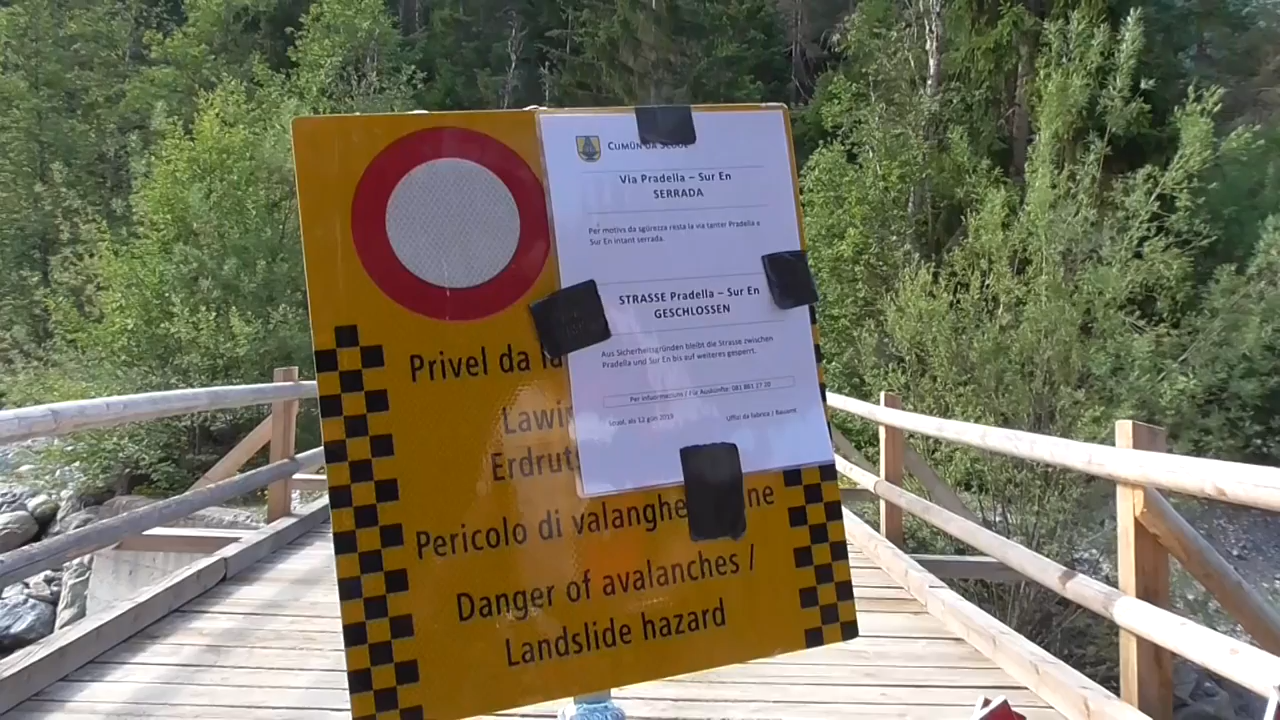 CUMÜN DA
Via Pradella – Sur En
SERRADA
Per motivs da sgürezza resta la via tanter Pradella e
Sur En intant serrada.
STRASSE Pradella – Sur En
GESCHLOSSEN
Aus Sicherheitsgründen bleibt die Strasse zwischen
Pradella und Sur En bis auf weiteres gesperrt.
Per infuormaziuns / Für Auskünfte: 081 861 27 20
Scuol, als 12 gün 2019
Uffizi da fabrica / Bauamt
Privel da la
Lawi
Erdruts
Pericolo di valanghe ne
Danger of avalanches /
Landslide hazard